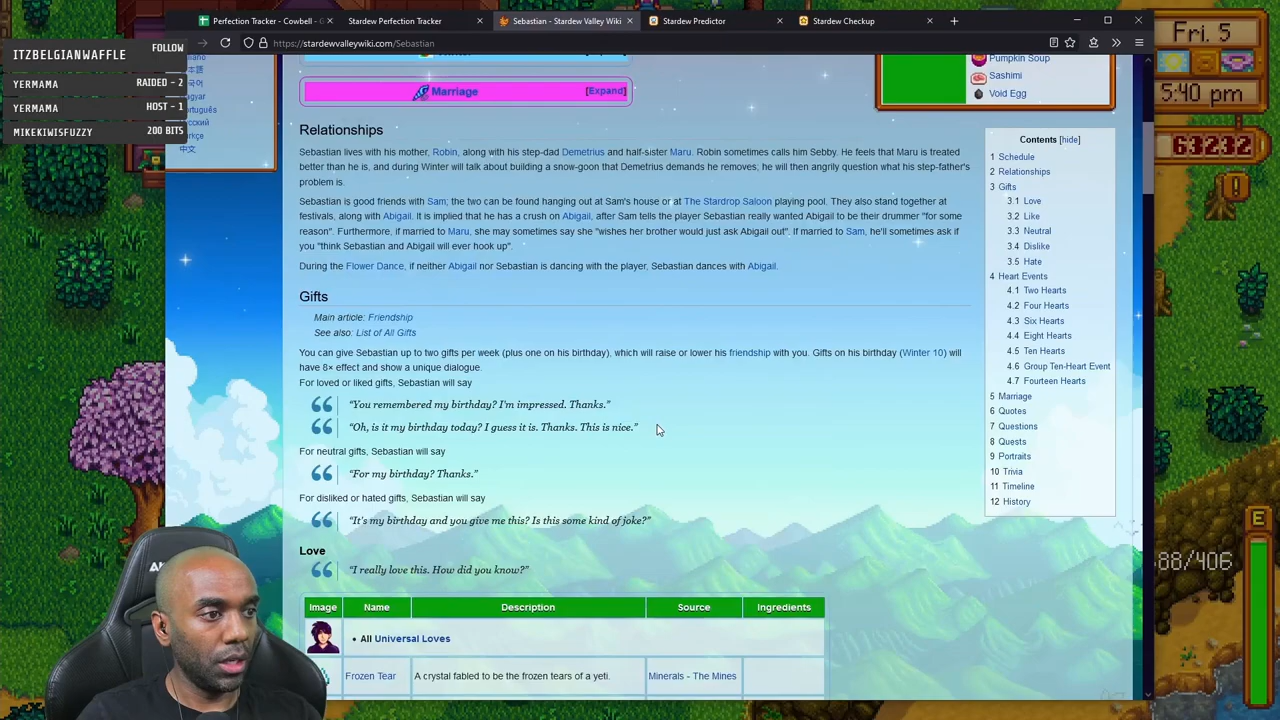 Perfection Tracker - Cowbell - G
Stardew Perfection Tracker
Sebastian - Stardew Valley Wiki
Stardew Predictor
Stardew Checkup
https://stardewvalleywiki.com/Sebastian
ITZBELGIANWAFFLE FOLLOW
YERMAMA RAIDED - 2
YERMAMA HOST - 1
MIKEKIWISFUZZY 200 BITS
日本語
국어
agyar
ortuguês
усский
ürkçe
中文
Fri. 5
5:40 pm
63232
Pumpkin Soup
Sashimi
Void Egg
[Expand]
Marriage [Expand]
Relationships
Sebastian lives with his mother, Robin, along with his step-dad Demetrius and half-sister Maru. Robin sometimes calls him Sebby. He feels that Maru is treated
better than he is, and during Winter will talk about building a snow-goon that Demetrius demands he removes; he will then angrily question what his step-father's
problem is.
Sebastian is good friends with Sam; the two can be found hanging out at Sam's house or at The Stardrop Saloon playing pool. They also stand together at
festivals, along with Abigail. It is implied that he has a crush on Abigail, after Sam tells the player Sebastian really wanted Abigail to be their drummer "for some
reason". Furthermore, if married to Maru, she may sometimes say she "wishes her brother would just ask Abigail out". If married to Sam, he'll sometimes ask if
you "think Sebastian and Abigail will ever hook up".
During the Flower Dance, if neither Abigail nor Sebastian is dancing with the player, Sebastian dances with Abigail.
Gifts
Main article: Friendship
See also: List of All Gifts
You can give Sebastian up to two gifts per week (plus one on his birthday), which will raise or lower his friendship with you. Gifts on his birthday (Winter 10) will
have 8× effect and show a unique dialogue.
For loved or liked gifts, Sebastian will say
“You remembered my birthday? I'm impressed. Thanks.”
“Oh, is it my birthday today? I guess it is. Thanks. This is nice.”
For neutral gifts, Sebastian will say
“For my birthday? Thanks.”
For disliked or hated gifts, Sebastian will say
“It's my birthday and you give me this? Is this some kind of joke?”
Love
“I really love this. How did you know?”
Image Name Description Source Ingredients
• All Universal Loves
Frozen Tear A crystal fabled to be the frozen tears of a yeti. Minerals - The Mines
Contents [hide]
1 Schedule
2 Relationships
3 Gifts
3.1 Love
3.2 Like
3.3 Neutral
3.4 Dislike
3.5 Hate
4 Heart Events
4.1 Two Hearts
4.2 Four Hearts
4.3 Six Hearts
4.4 Eight Hearts
4.5 Ten Hearts
4.6 Group Ten-Heart Event
4.7 Fourteen Hearts
5 Marriage
6 Quotes
7 Questions
8 Quests
9 Portraits
10 Trivia
11 Timeline
12 History
E
88/406